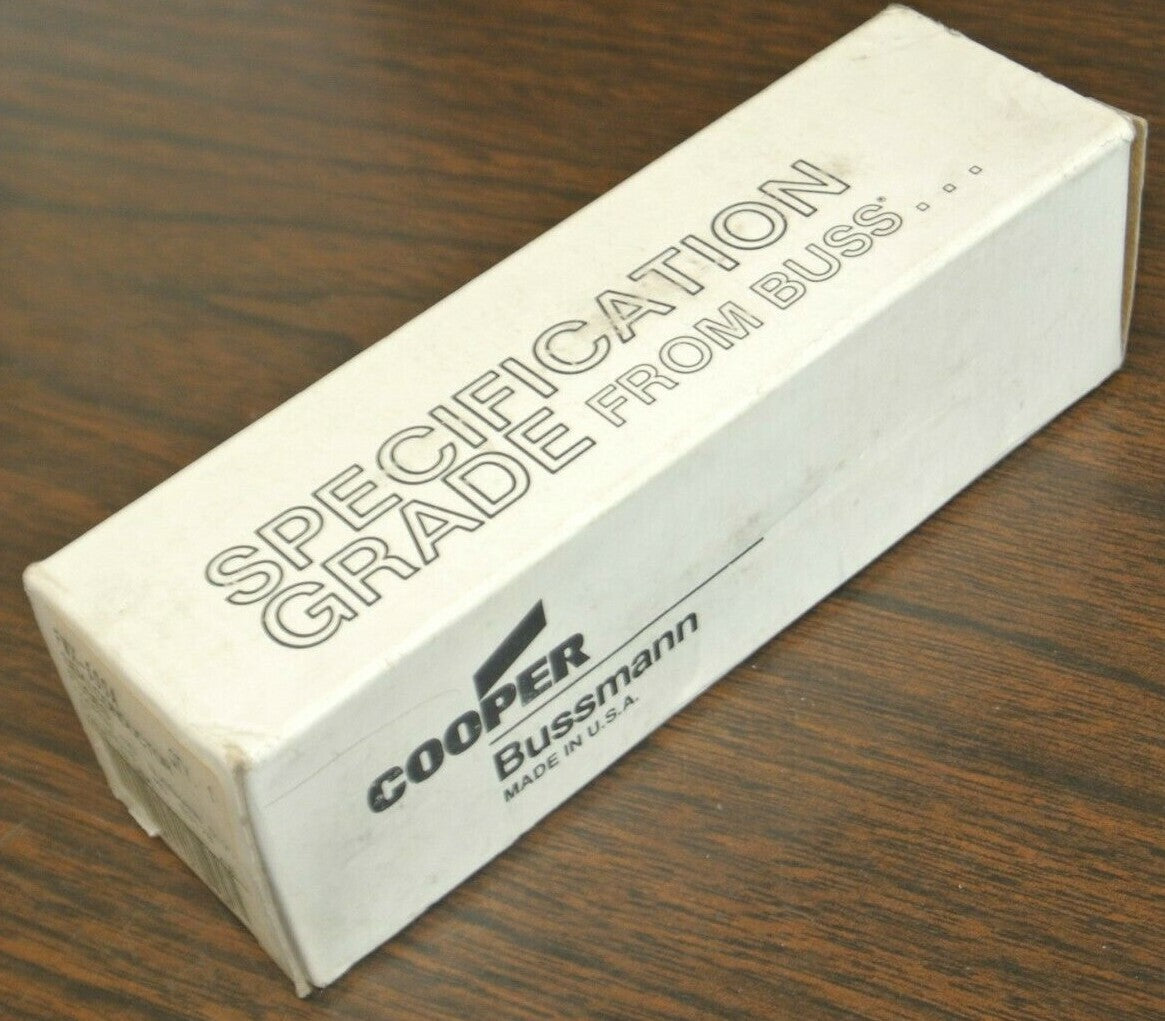 SPECIFICATION
GRADE FROM BUSS® . . .
COOPER
Bussmann
MADE IN U.S.A.